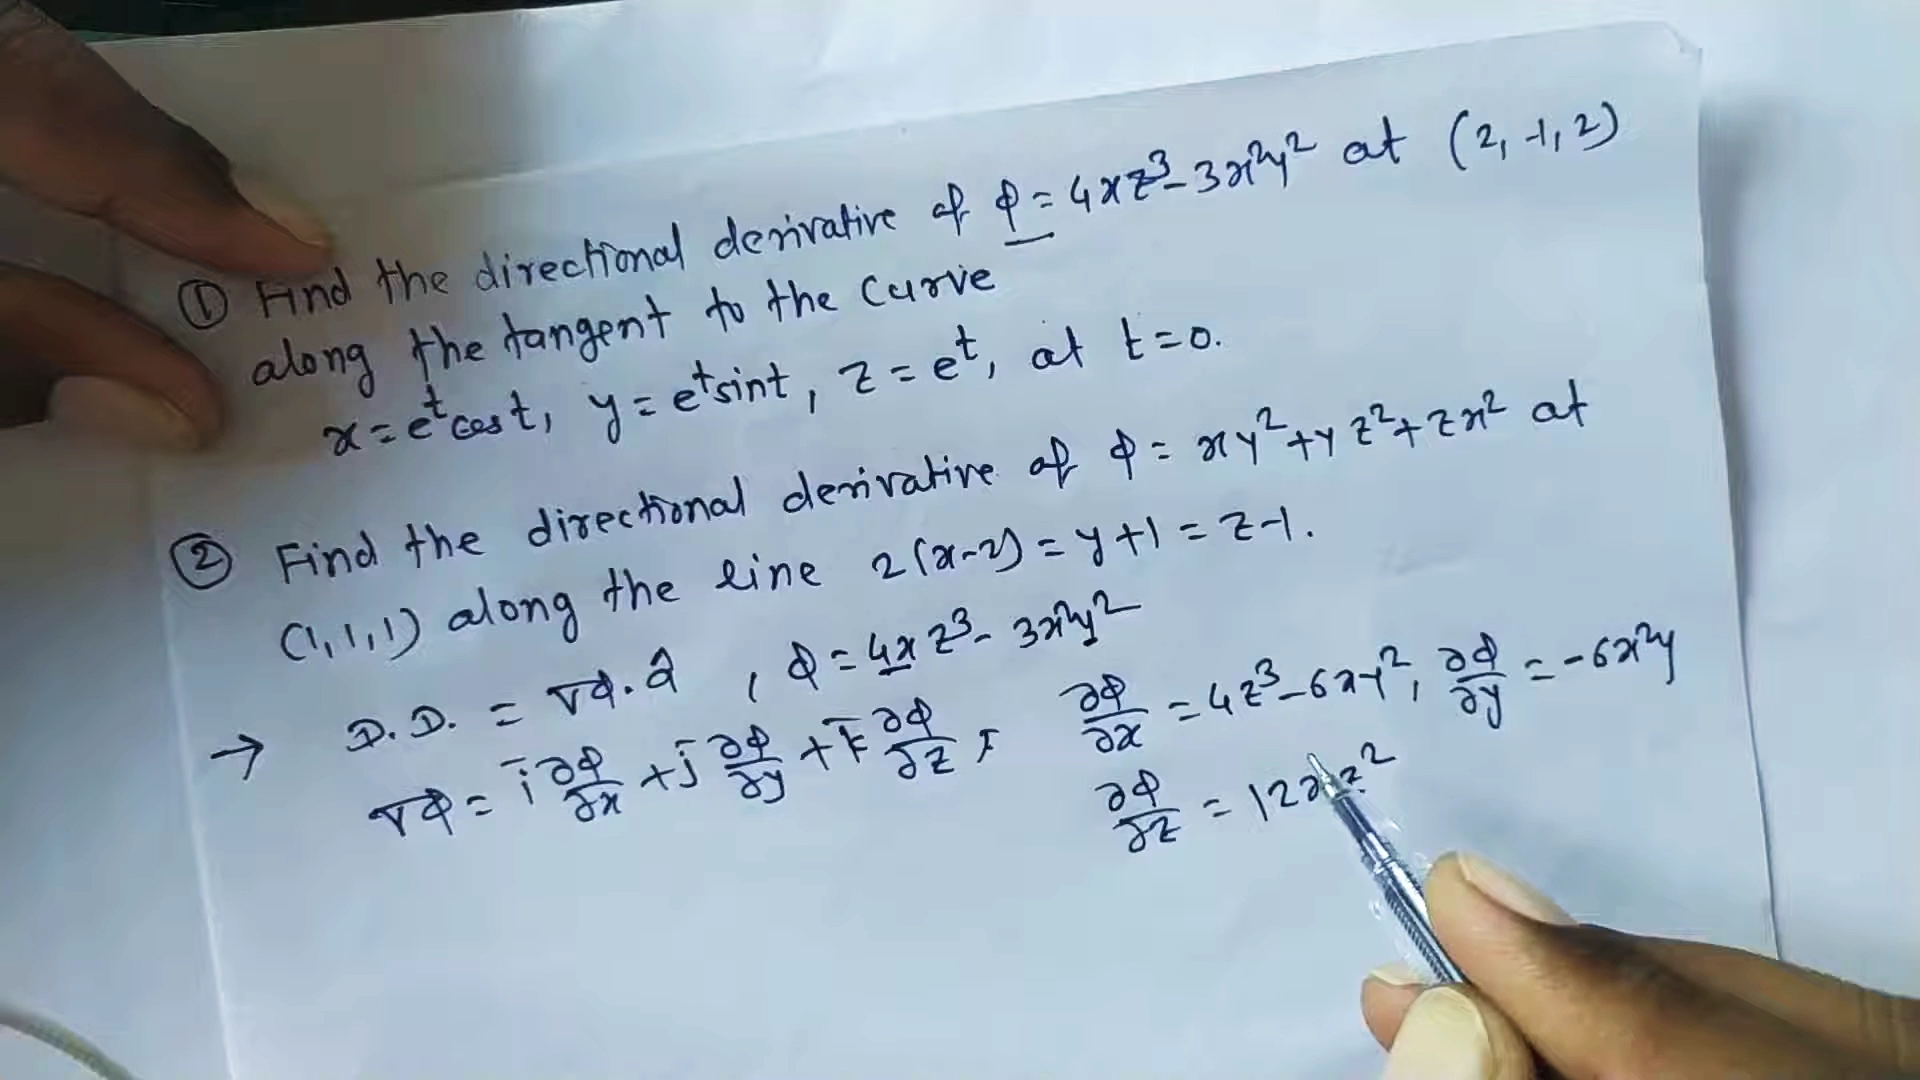 ① Find the directional derivative of φ = 4xz³ - 3x²y² at (2, -1, 2)
along the tangent to the curve
x = eᵗcos t, y = eᵗsint, z = eᵗ, at t = 0.
② Find the directional derivative of φ = xy² + yz² + zx² at
(1, 1, 1) along the line 2(x-2) = y+1 = z-1.
→ D.D. = ∇φ.â , φ = 4xz³ - 3x²y²
∇φ = i̅ ∂φ/∂x + j̅ ∂φ/∂y + k̅ ∂φ/∂z , ∂φ/∂x = 4z³ - 6xy², ∂φ/∂y = -6x²y
∂φ/∂z = 12xz²